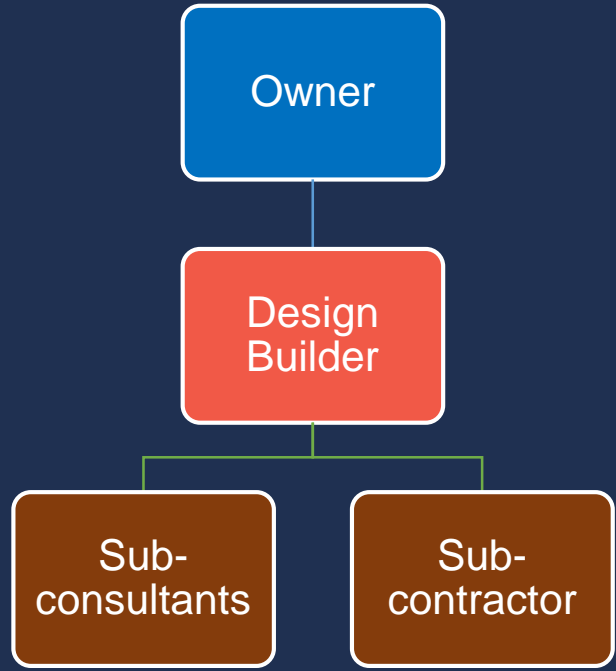 Owner
Design
Builder
Sub-
consultants
Sub-
contractor